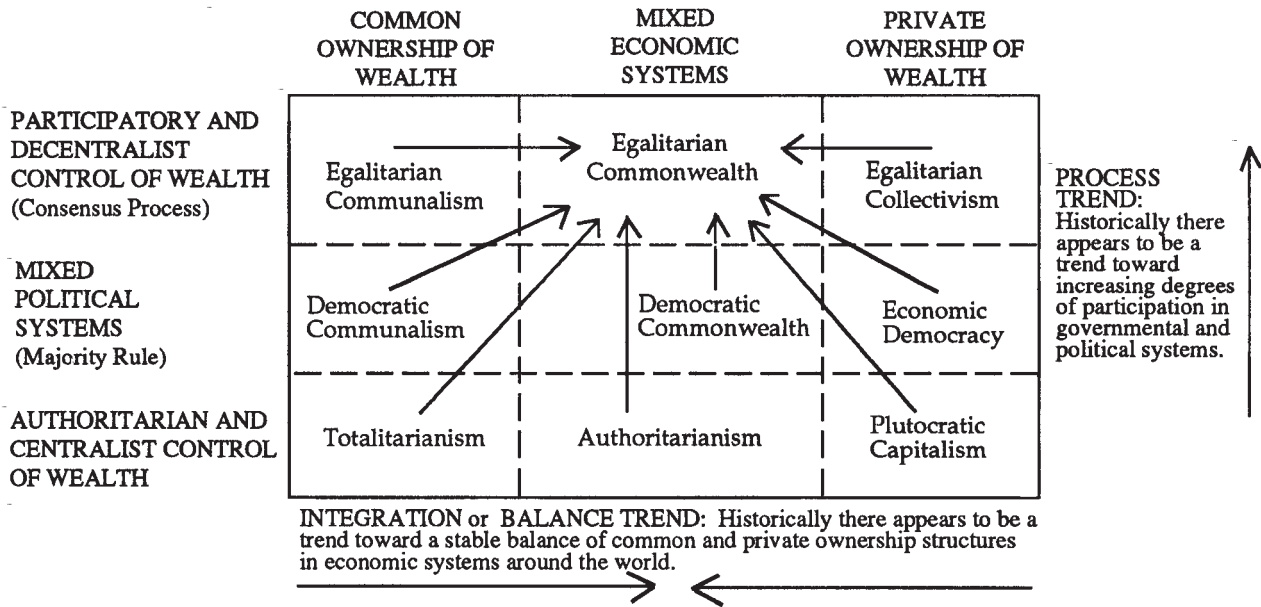 COMMON
OWNERSHIP OF
WEALTH
MIXED
ECONOMIC
SYSTEMS
PRIVATE
OWNERSHIP OF
WEALTH
PARTICIPATORY AND
DECENTRALIST
CONTROL OF WEALTH
(Consensus Process)
Egalitarian
Communalism
Egalitarian
Commonwealth
Egalitarian
Collectivism
MIXED
POLITICAL
SYSTEMS
(Majority Rule)
Democratic
Communalism
Democratic
Commonwealth
Economic
Democracy
AUTHORITARIAN AND
CENTRALIST CONTROL
OF WEALTH
Totalitarianism
Authoritarianism
Plutocratic
Capitalism
PROCESS
TREND:
Historically there
appears to be a
trend toward
increasing degrees
of participation in
governmental and
political systems.
INTEGRATION or BALANCE TREND: Historically there appears to be a
trend toward a stable balance of common and private ownership structures
in economic systems around the world.